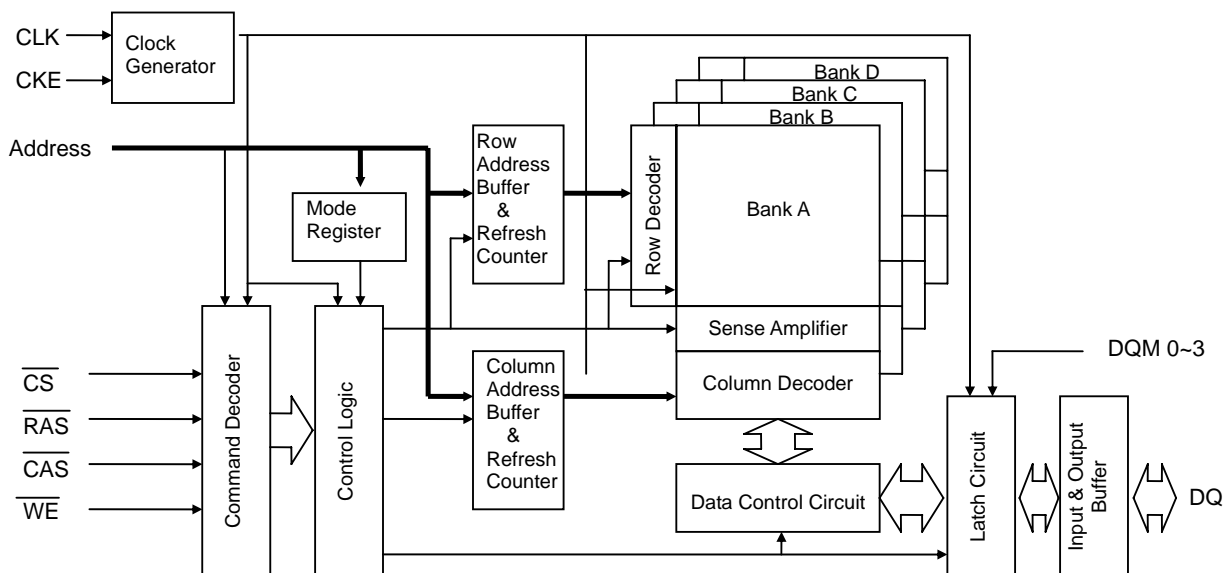 CLK
CKE
Clock
Generator
Address
Mode
Register
Row
Address
Buffer
&
Refresh
Counter
Bank D
Bank C
Bank B
Bank A
Row Decoder
Sense Amplifier
Column Decoder
Column
Address
Buffer
&
Refresh
Counter
CS
RAS
CAS
WE
Command Decoder
Control Logic
Data Control Circuit
Latch Circuit
DQM 0~3
Input & Output
Buffer
DQ